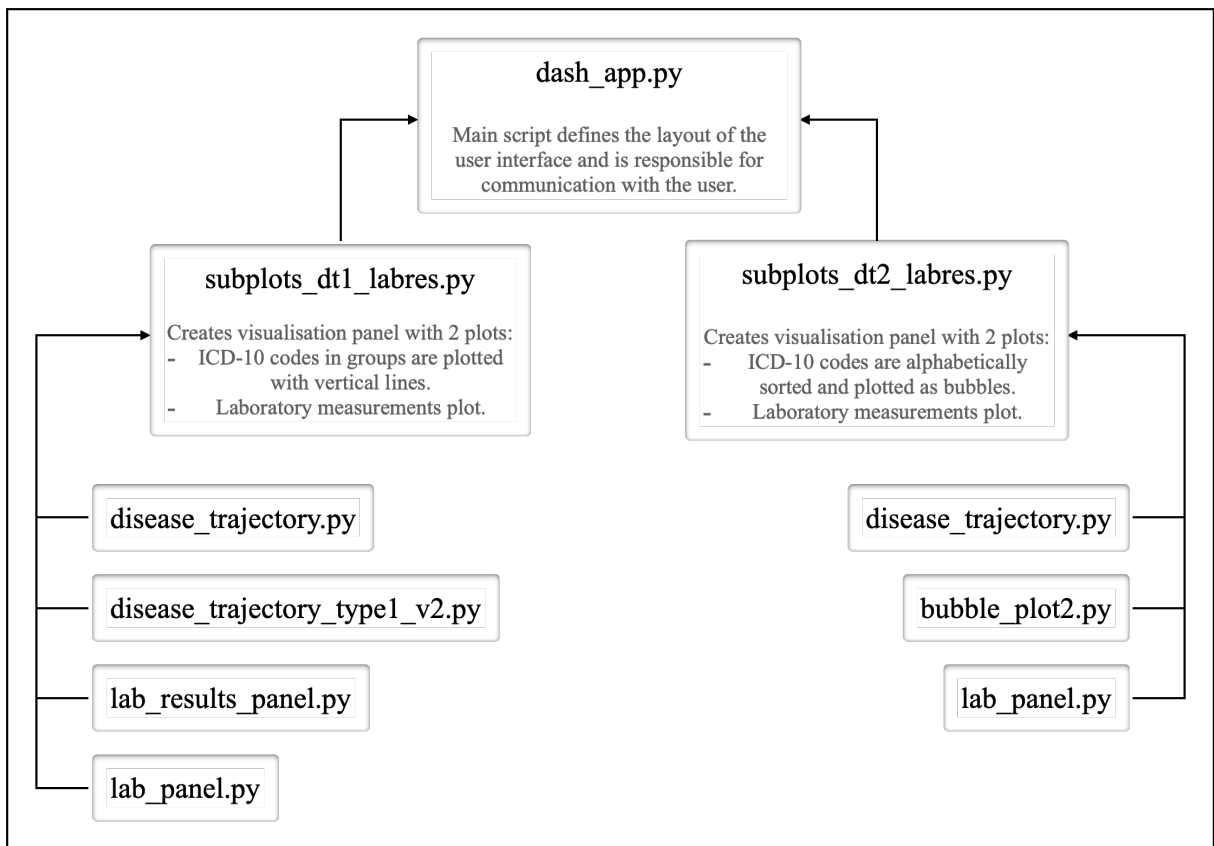 dash_app.py
Main script defines the layout of the
user interface and is responsible for
communication with the user.
subplots_dt1_labres.py
Creates visualisation panel with 2 plots:
- ICD-10 codes in groups are plotted
with vertical lines.
- Laboratory measurements plot.
subplots_dt2_labres.py
Creates visualisation panel with 2 plots:
- ICD-10 codes are alphabetically
sorted and plotted as bubbles.
- Laboratory measurements plot.
disease_trajectory.py
disease_trajectory_type1_v2.py
lab_results_panel.py
lab_panel.py
disease_trajectory.py
bubble_plot2.py
lab_panel.py